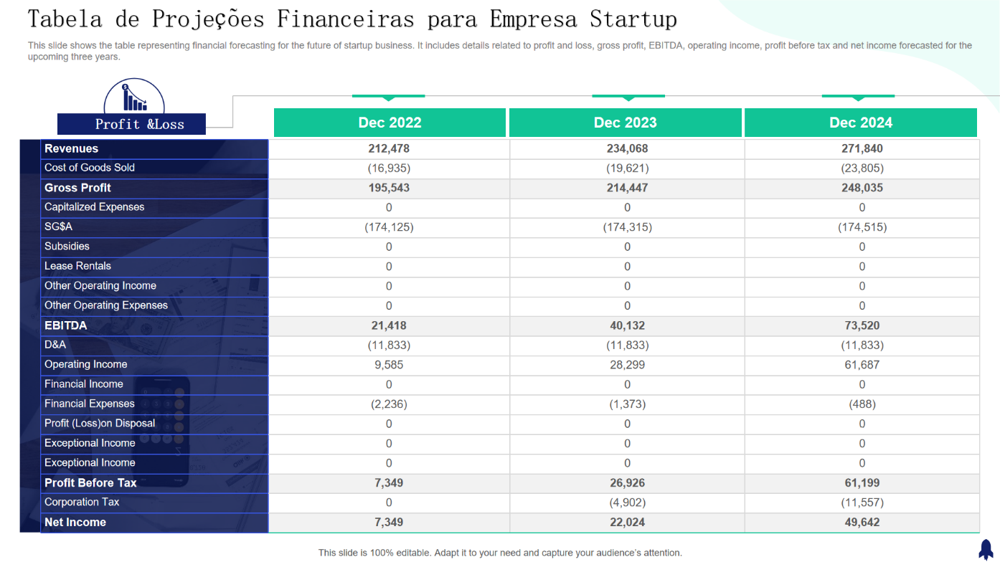 Tabela de Projeções Financeiras para Empresa Startup
This slide shows the table representing financial forecasting for the future of startup business. It includes details related to profit and loss, gross profit, EBITDA, operating income, profit before tax and net income forecasted for the
upcoming three years.
Profit &Loss
Dec 2022 Dec 2023 Dec 2024
Revenues 212,478 234,068 271,840
Cost of Goods Sold (16,935) (19,621) (23,805)
Gross Profit 195,543 214,447 248,035
Capitalized Expenses 0 0 0
SG$A (174,125) (174,315) (174,515)
Subsidies 0 0 0
Lease Rentals 0 0 0
Other Operating Income 0 0 0
Other Operating Expenses 0 0 0
EBITDA 21,418 40,132 73,520
D&A (11,833) (11,833) (11,833)
Operating Income 9,585 28,299 61,687
Financial Income 0 0 0
Financial Expenses (2,236) (1,373) (488)
Profit (Loss)on Disposal 0 0 0
Exceptional Income 0 0 0
Exceptional Income 0 0 0
Profit Before Tax 7,349 26,926 61,199
Corporation Tax 0 (4,902) (11,557)
Net Income 7,349 22,024 49,642
This slide is 100% editable. Adapt it to your need and capture your audience's attention.